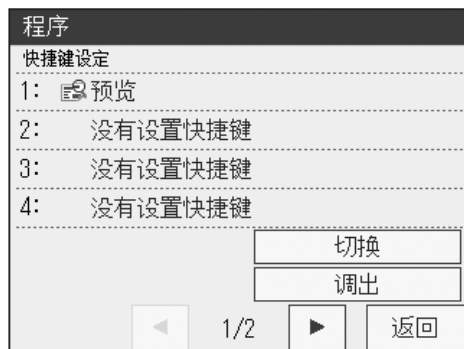 程序
快捷键设定
1: 预览
2: 没有设置快捷键
3: 没有设置快捷键
4: 没有设置快捷键
切换
调出
1/2
返回